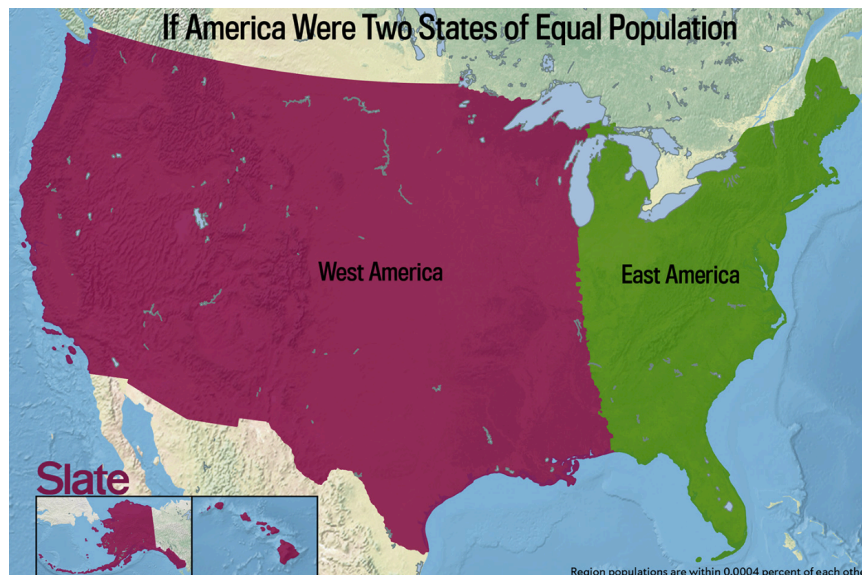 If America Were Two States of Equal Population
West America
East America
Slate
Region populations are within 0.0004 percent of each othe